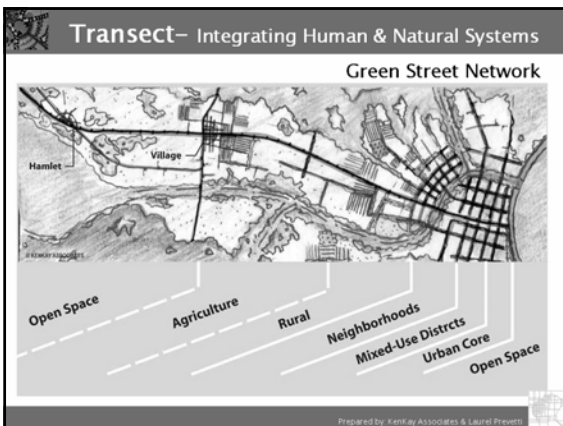 Transect– Integrating Human & Natural Systems
Green Street Network
Hamlet
Village
© KENKAY ASSOCIATES
Open Space
Agriculture
Rural
Neighborhoods
Mixed-Use Distrcts
Urban Core
Open Space
Prepared by: KenKay Associates & Laurel Prevetti